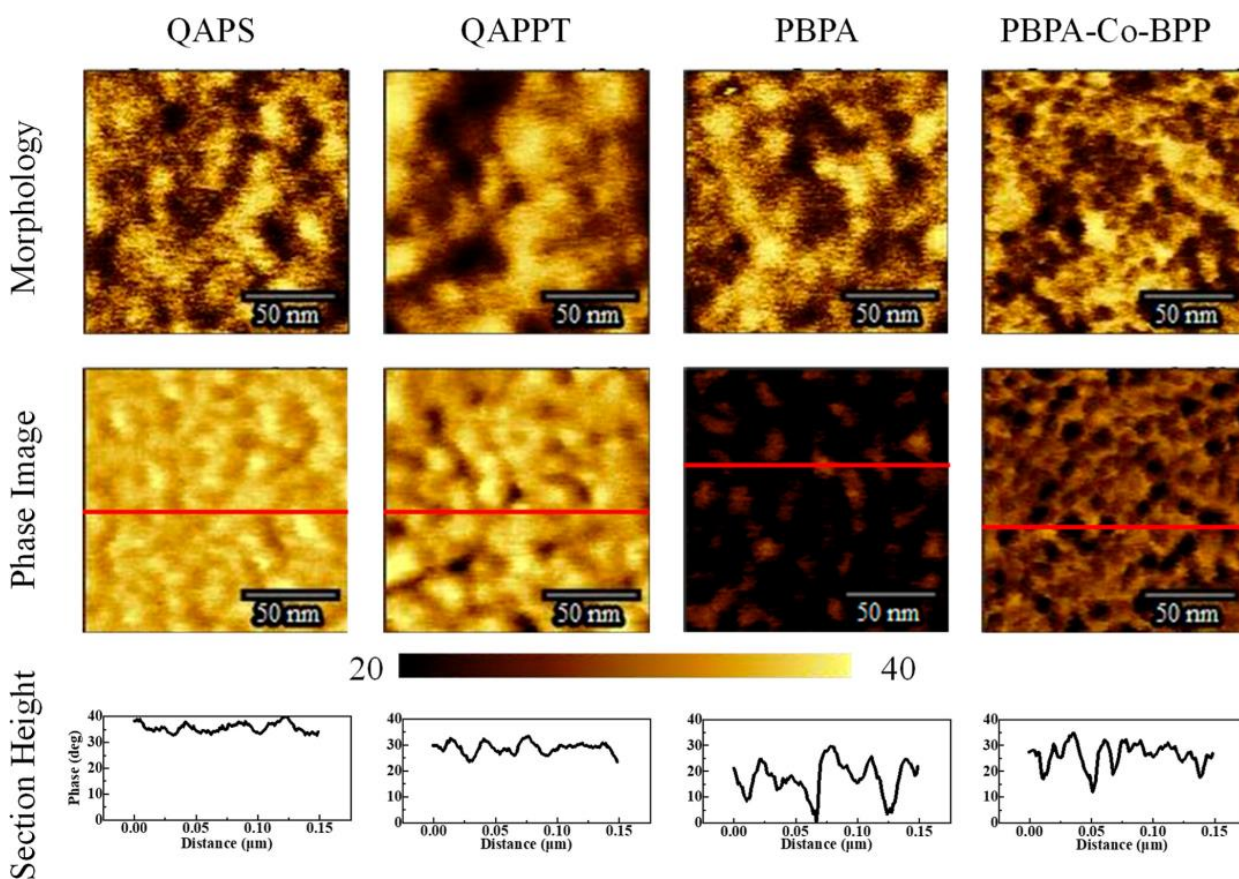 QAPS QAPPT PBPA PBPA-Co-BPP
Morphology
50 nm 50 nm 50 nm 50 nm
Phase Image
50 nm 50 nm 50 nm 50 nm
20 40
Section Height
Phase (deg)
40 35 30 20 10 0
0.00 0.05 0.10 0.15
Distance (μm)
40 30 20 10 0
0.00 0.05 0.10 0.15
Distance (μm)
40 30 20 10 0
0.00 0.05 0.10 0.15
Distance (μm)
40 30 20 10 0
0.00 0.05 0.10 0.15
Distance (μm)